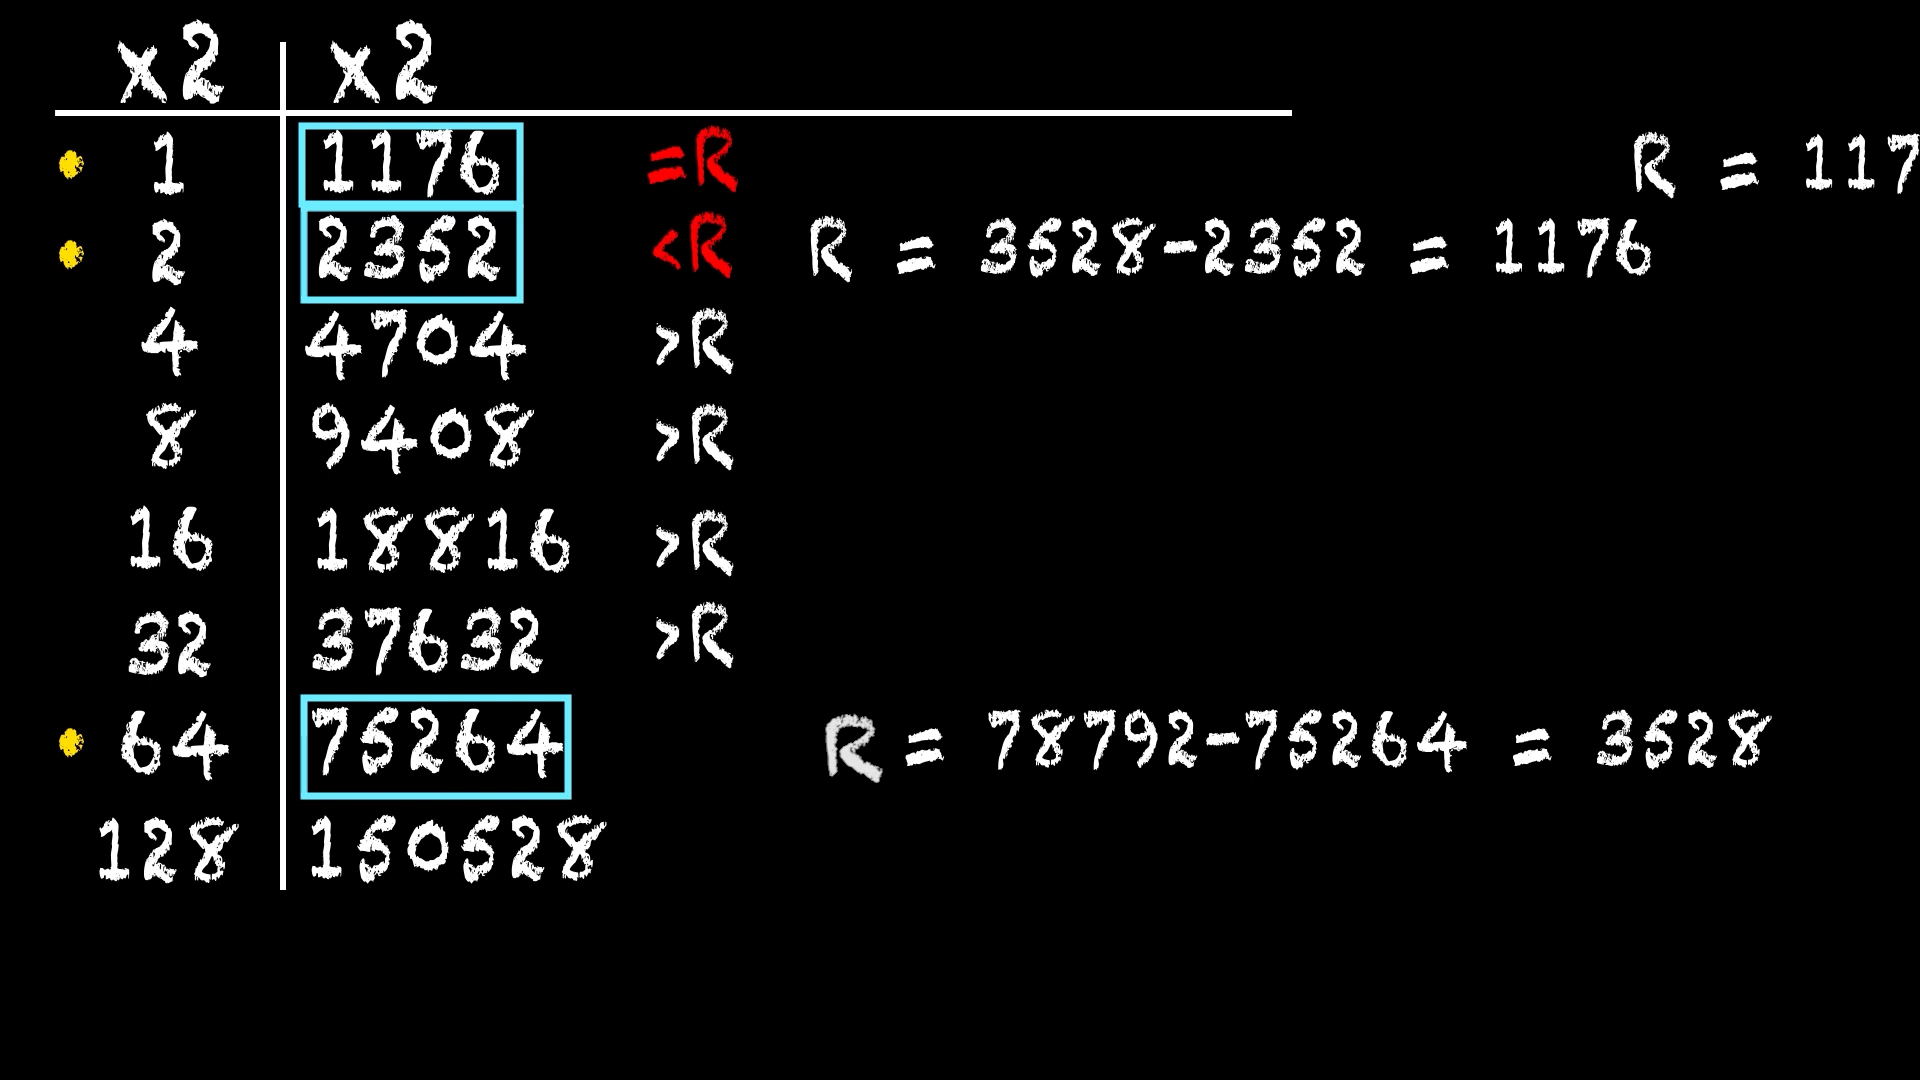 x2 x2
1 1176 =R R = 117
2 2352 <R R = 3528-2352 = 1176
4 4704 >R
8 9408 >R
16 18816 >R
32 37632 >R
64 75264 R = 78792-75264 = 3528
128 150528